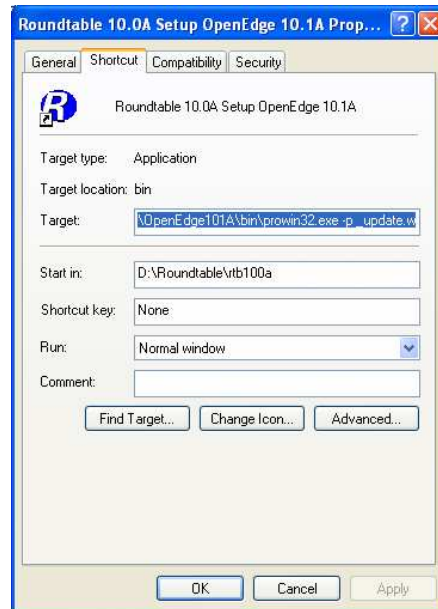 Roundtable 10.0A Setup OpenEdge 10.1A Prop...
General Shortcut Compatibility Security
Roundtable 10.0A Setup OpenEdge 10.1A
Target type: Application
Target location: bin
Target: \OpenEdge101A\bin\prowin32.exe -p _update.w
Start in: D:\Roundtable\rtb100a
Shortcut key: None
Run: Normal window
Comment:
Find Target... Change Icon... Advanced...
OK Cancel Apply